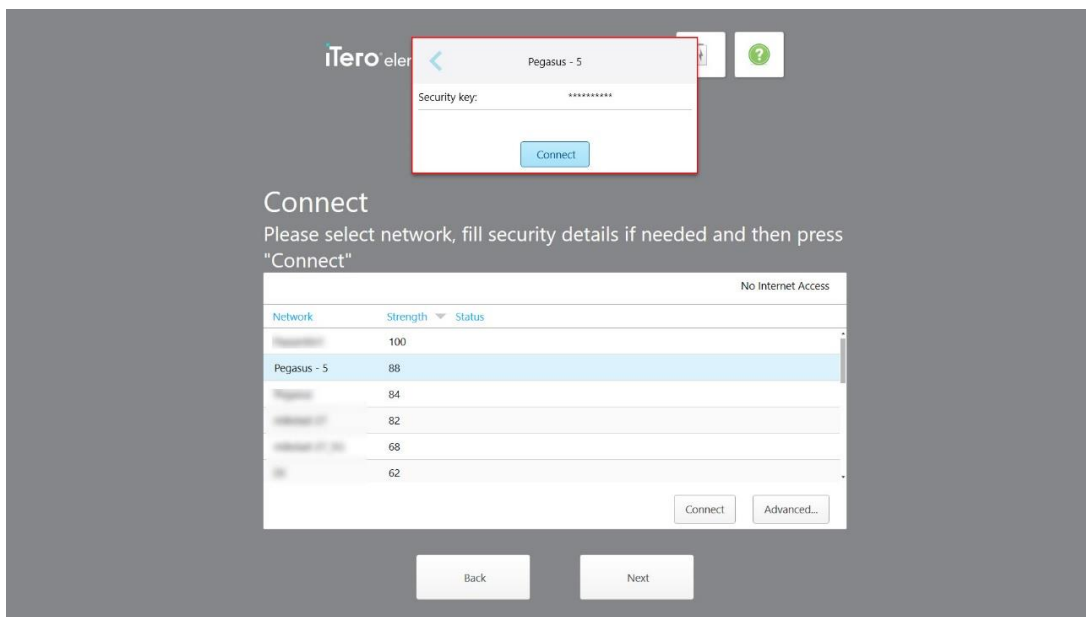 iTero eler
Pegasus - 5
?
Security key: **********
Connect
Connect
Please select network, fill security details if needed and then press
"Connect"
No Internet Access
Network Strength Status
100
Pegasus - 5 88
84
82
68
62
Connect Advanced...
Back Next